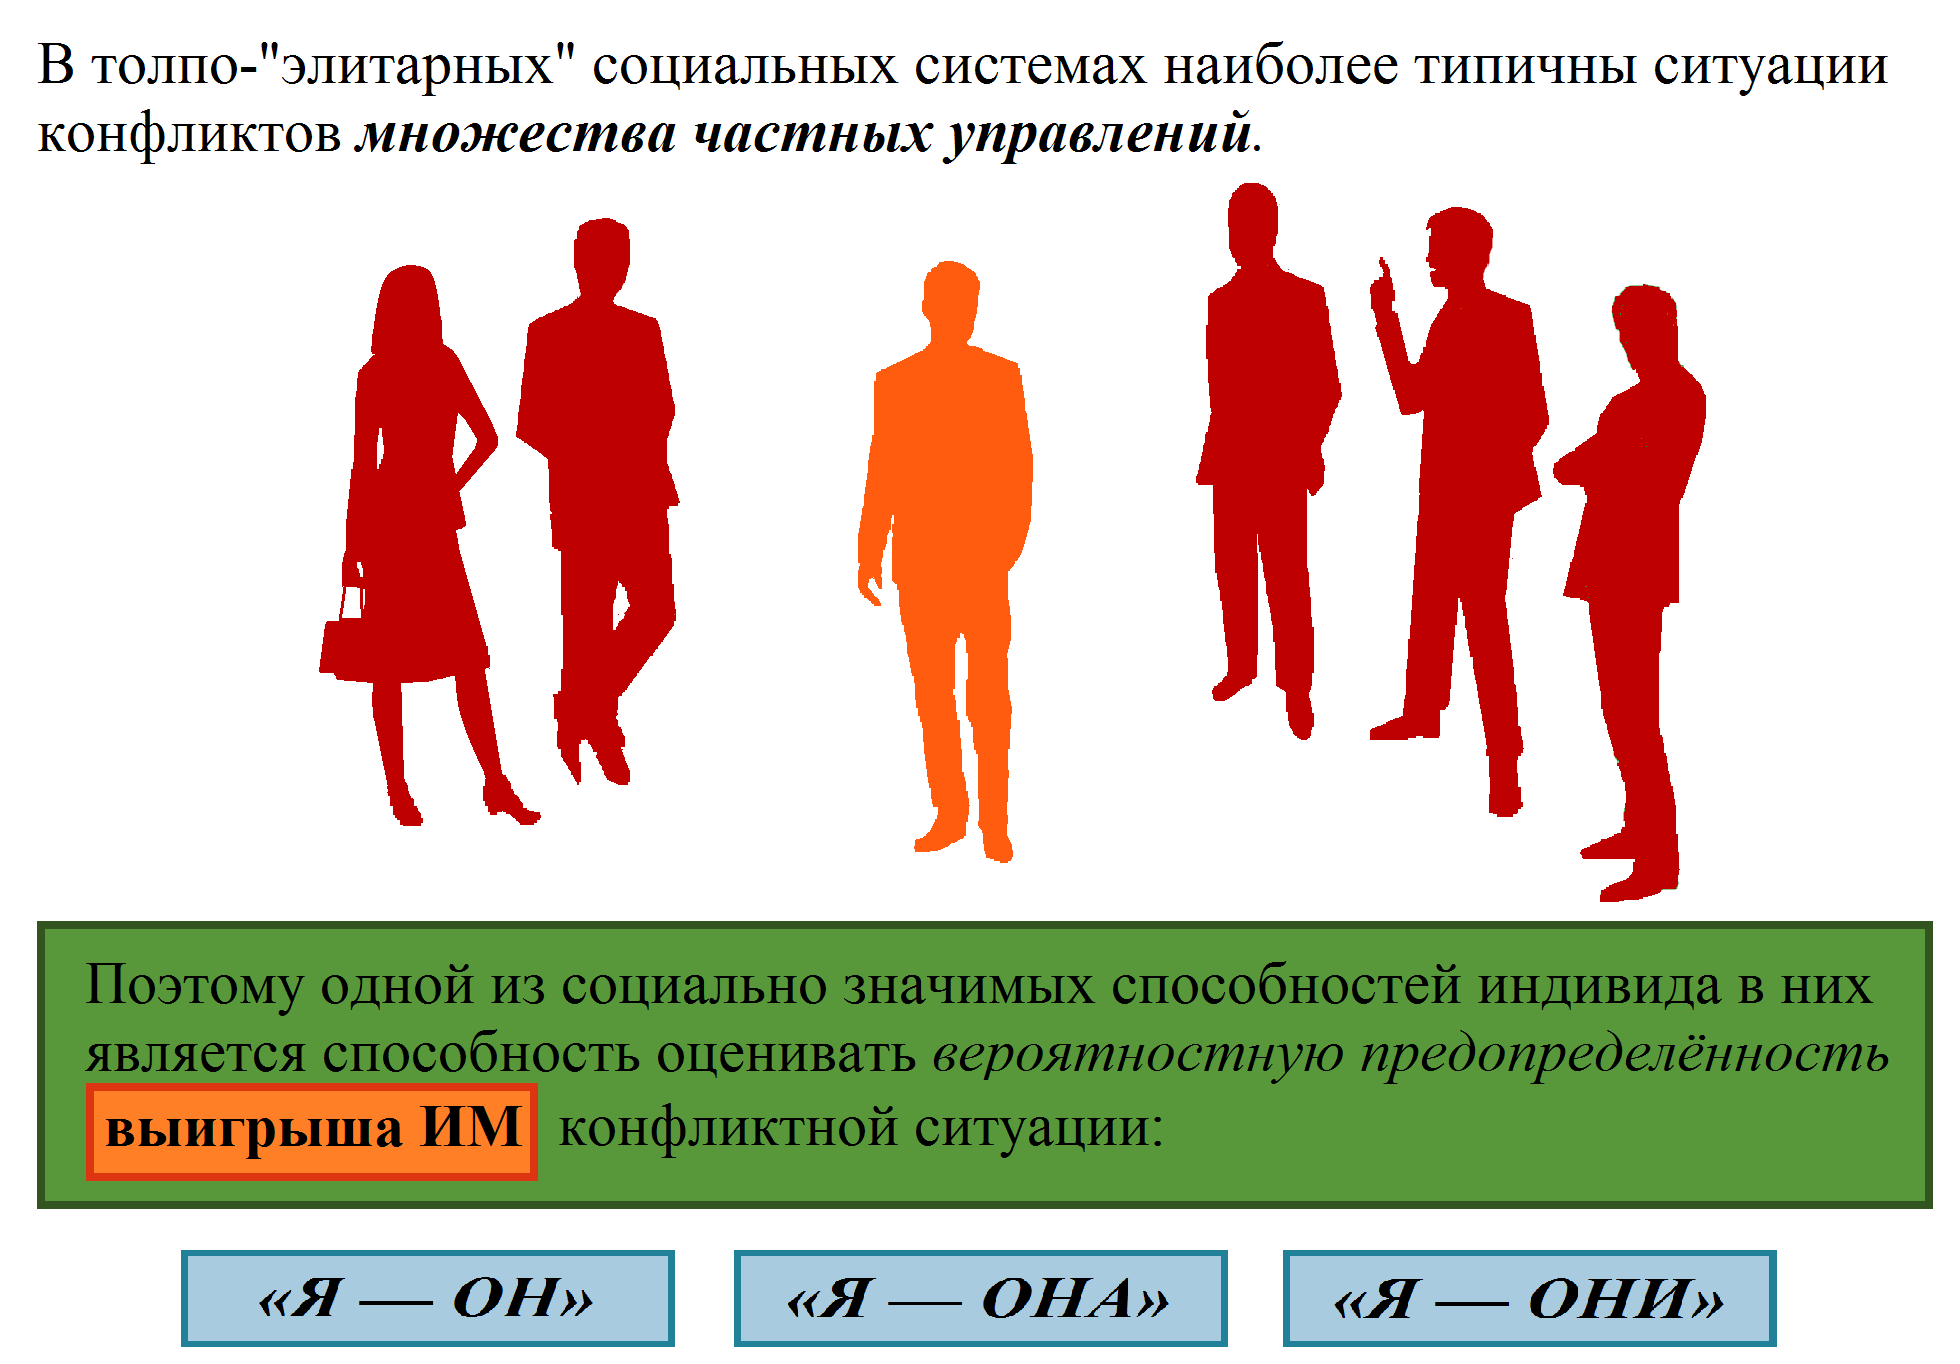 В толпо-"элитарных" социальных системах наиболее типичны ситуации
конфликтов множества частных управлений.
Поэтому одной из социально значимых способностей индивида в них
является способность оценивать вероятностную предопределённость
выигрыша ИМ конфликтной ситуации:
«Я — ОН»
«Я — ОНА»
«Я — ОНИ»